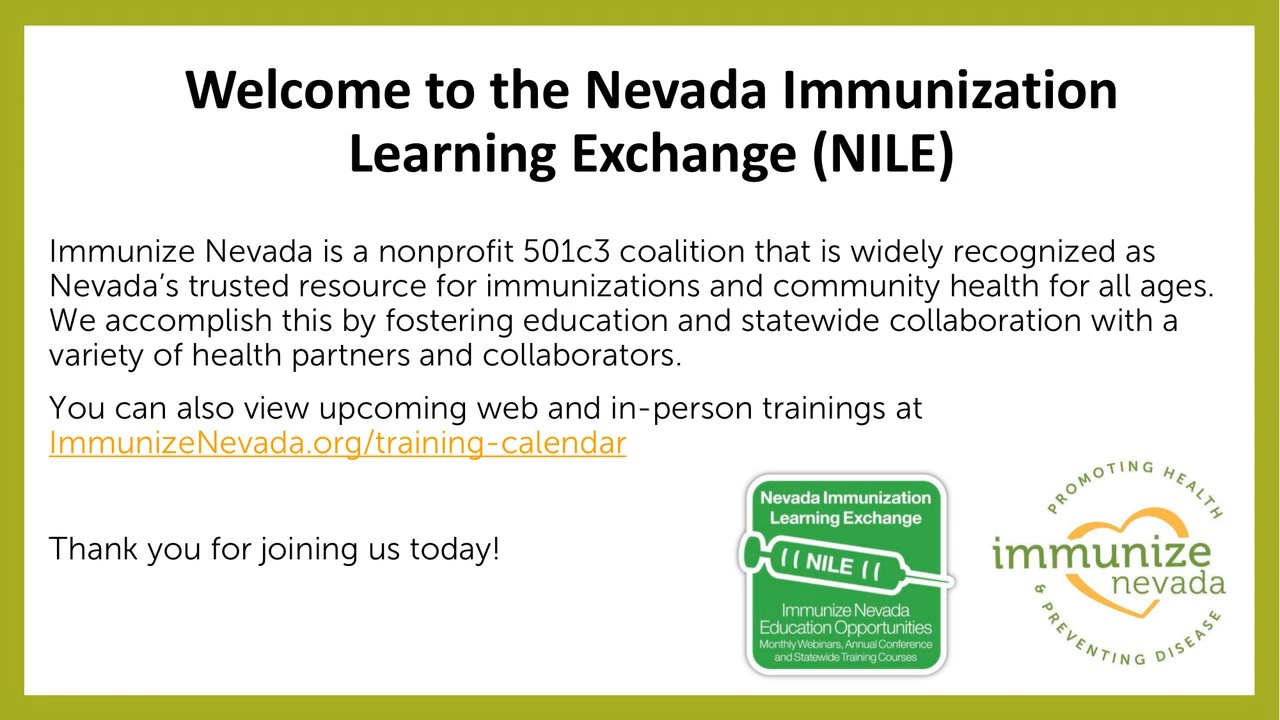 Welcome to the Nevada Immunization
Learning Exchange (NILE)
Immunize Nevada is a nonprofit 501c3 coalition that is widely recognized as
Nevada’s trusted resource for immunizations and community health for all ages.
We accomplish this by fostering education and statewide collaboration with a
variety of health partners and collaborators.
You can also view upcoming web and in-person trainings at
ImmunizeNevada.org/training-calendar
Thank you for joining us today!
Nevada Immunization
Learning Exchange
NILE
Immunize Nevada
Education Opportunities
Monthly Webinars, Annual Conference
and Statewide Training Courses
PROMOTING HEALTH
immunize
nevada
& PREVENTING DISEASE